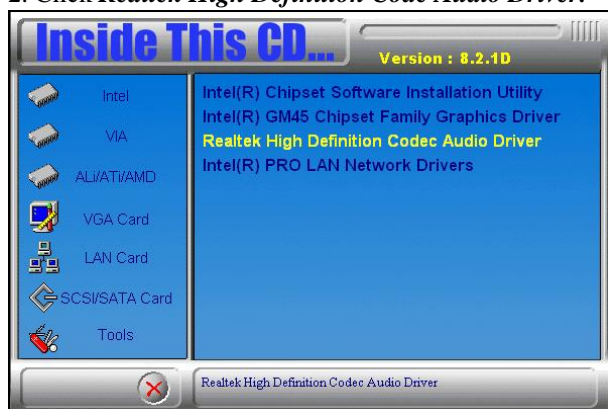 2. Click Realtek High Definition Codec Audio Driver.
Inside This CD...
Version : 8.2.1D
Intel
VIA
ALi/ATi/AMD
VGA Card
LAN Card
SCSI/SATA Card
Tools
Intel(R) Chipset Software Installation Utility
Intel(R) GM45 Chipset Family Graphics Driver
Realtek High Definition Codec Audio Driver
Intel(R) PRO LAN Network Drivers
Realtek High Definition Codec Audio Driver